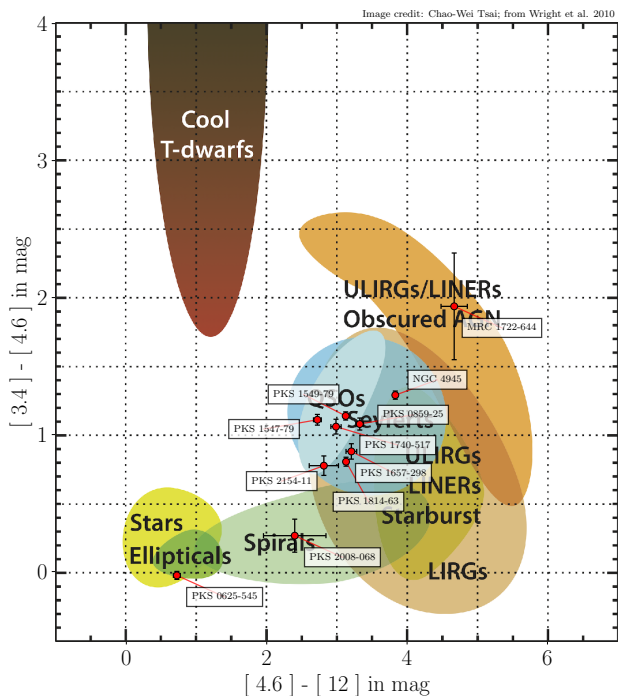 Image credit: Chao-Wei Tsai; from Wright et al. 2010
4
3
2
1
0
[ 3.4 ] - [ 4.6 ] in mag
Cool
T-dwarfs
ULIRGs/LINERs
Obscured AGN
MRC 1722-644
NGC 4945
PKS 1549-79
QSOs
PKS 0859-25
Seyferts
PKS 1547-79
PKS 1740-517
ULIRGs
PKS 1657-298
PKS 2154-11
LINERs
PKS 1814-63
Starburst
Stars
Spirals
Ellipticals
PKS 2008-068
LIRGs
PKS 0625-545
0 2 4 6
[ 4.6 ] - [ 12 ] in mag